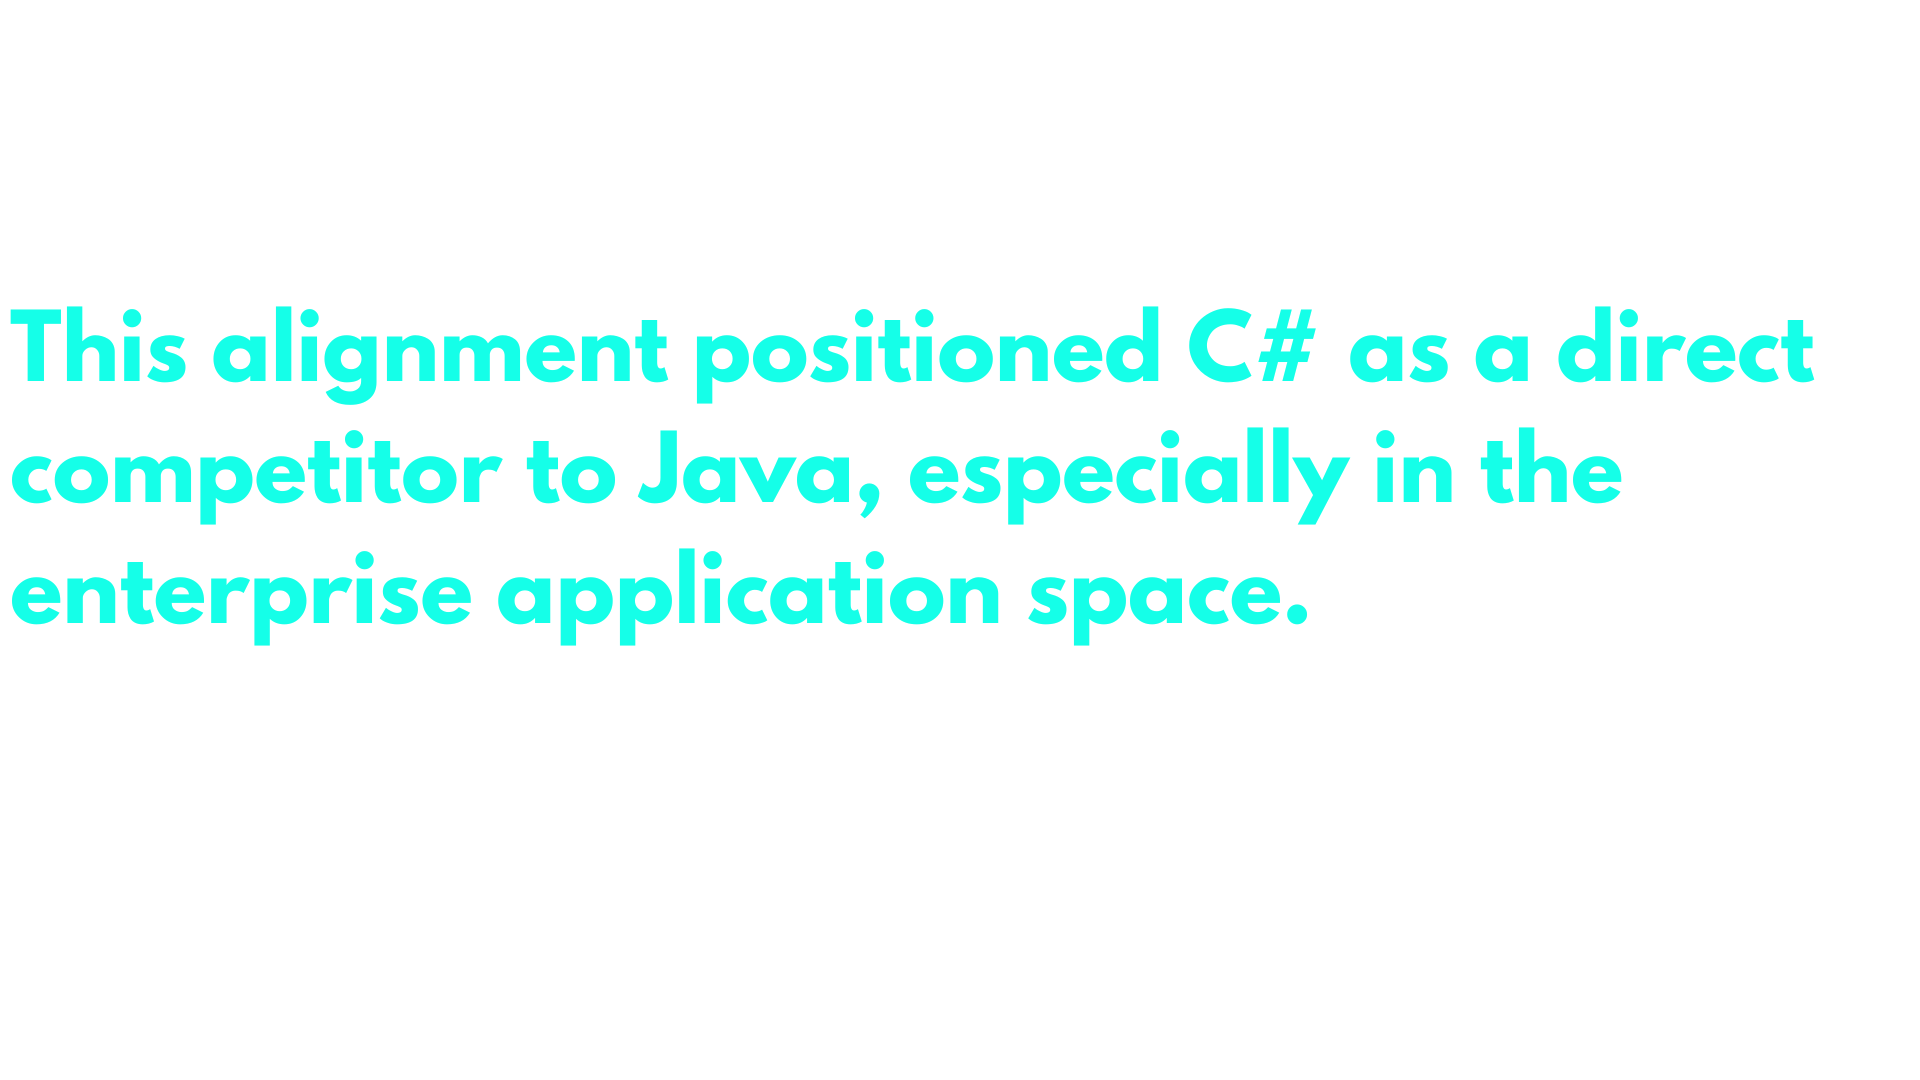 This alignment positioned C# as a direct
competitor to Java, especially in the
enterprise application space.